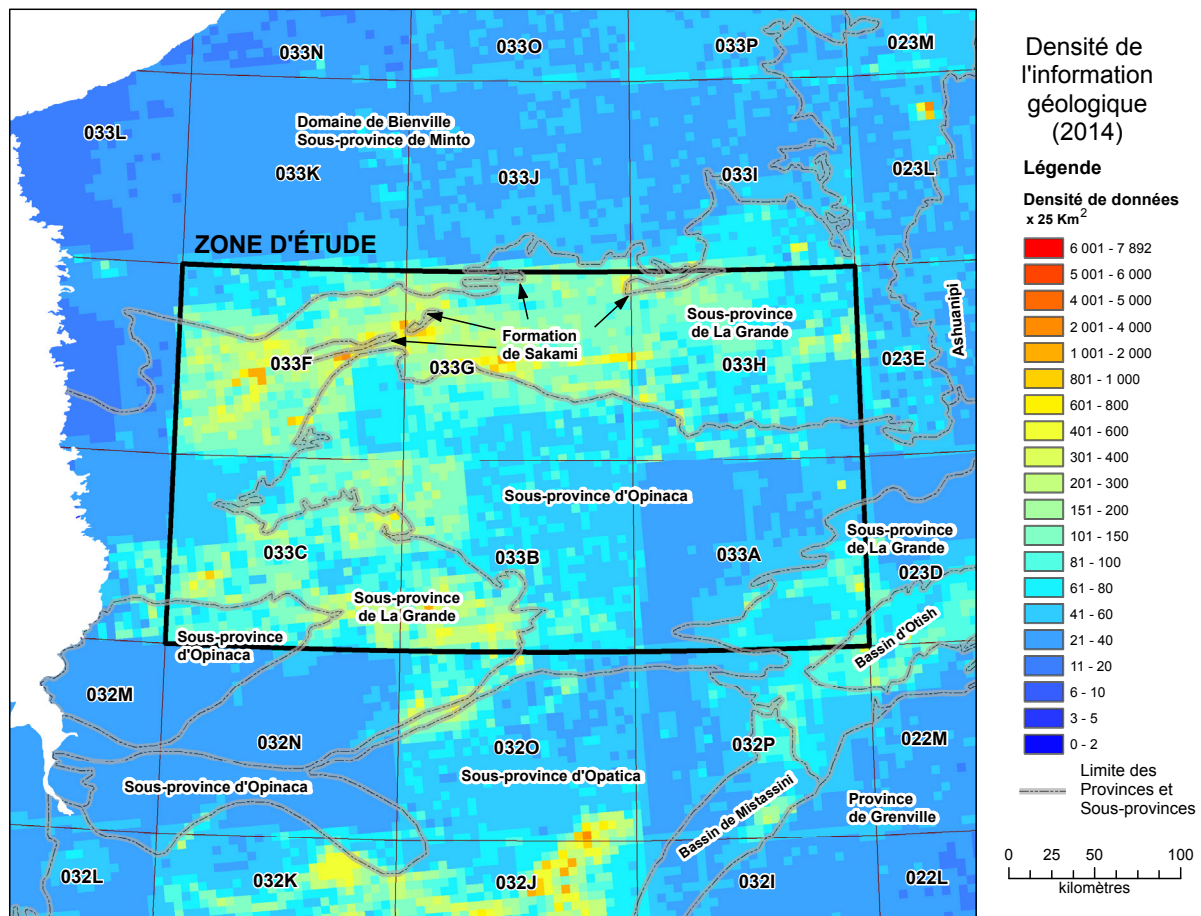 033N
033O
033P
023M
033L
Domaine de Bienville
Sous-province de Minto
033K
033J
033I
023L
ZONE D'ÉTUDE
Sous-province
de La Grande
Formation
de Sakami
033F
033G
033H
023E
Ashuanipi
Sous-province d'Opinaca
033C
033B
033A
Sous-province
de La Grande
023D
Sous-province
de La Grande
Sous-province
d'Opinaca
Bassin d'Otish
032M
032N
032O
032P
022M
Sous-province d'Opinaca
Sous-province d'Opatica
Bassin de Mistassini
Province
de Grenville
032L
032K
032J
032I
022L
Densité de
l'information
géologique
(2014)
Légende
Densité de données
x 25 Km2
6 001 - 7 892
5 001 - 6 000
4 001 - 5 000
2 001 - 4 000
1 001 - 2 000
801 - 1 000
601 - 800
401 - 600
301 - 400
201 - 300
151 - 200
101 - 150
81 - 100
61 - 80
41 - 60
21 - 40
11 - 20
6 - 10
3 - 5
0 - 2
Limite des
Provinces et
Sous-provinces
0 25 50 100
kilomètres